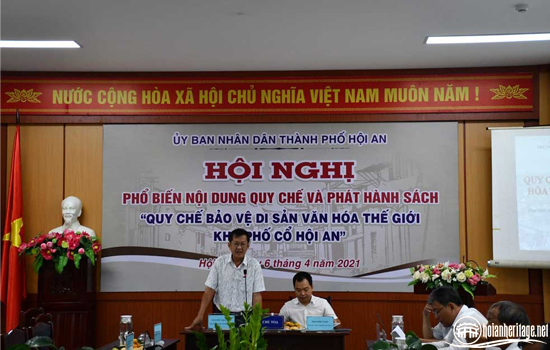 NƯỚC CỘNG HÒA XÃ HỘI CHỦ NGHĨA VIỆT NAM MUÔN NĂM !
ỦY BAN NHÂN DÂN THÀNH PHỐ HỘI AN
HỘI NGHỊ
PHỔ BIẾN NỘI DUNG QUY CHẾ VÀ PHÁT HÀNH SÁCH
“QUY CHẾ BẢO VỆ DI SẢN VĂN HÓA THẾ GIỚI
KHU PHỐ CỔ HỘI AN”
6 tháng 4 năm 2021
QUY C
HÓA
hoianheritage.net